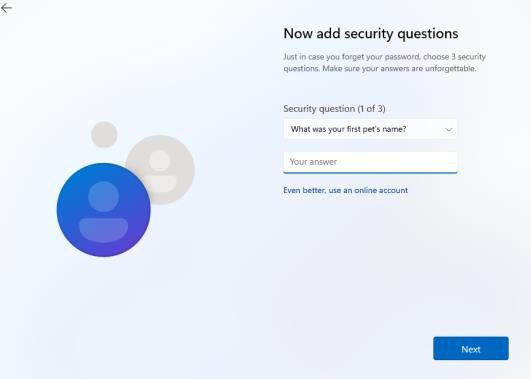 Now add security questions
Just in case you forget your password, choose 3 security
questions. Make sure your answers are unforgettable.
Security question (1 of 3)
What was your first pet's name?
Your answer
Even better, use an online account
Next